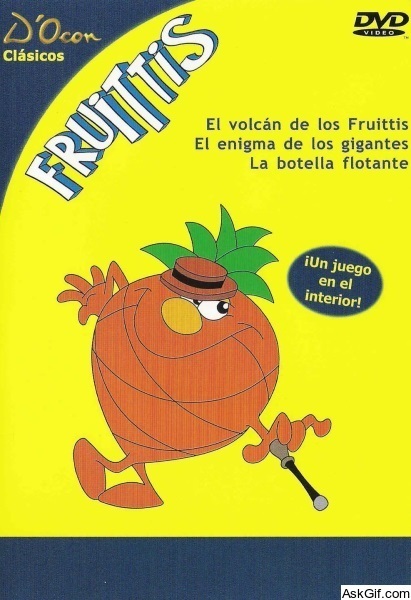 D'Ocon
Clásicos
DVD
VIDEO
FRUITTIS
El volcán de los Fruittis
El enigma de los gigantes
La botella flotante
¡Un juego
en el
interior!
AskGif.com